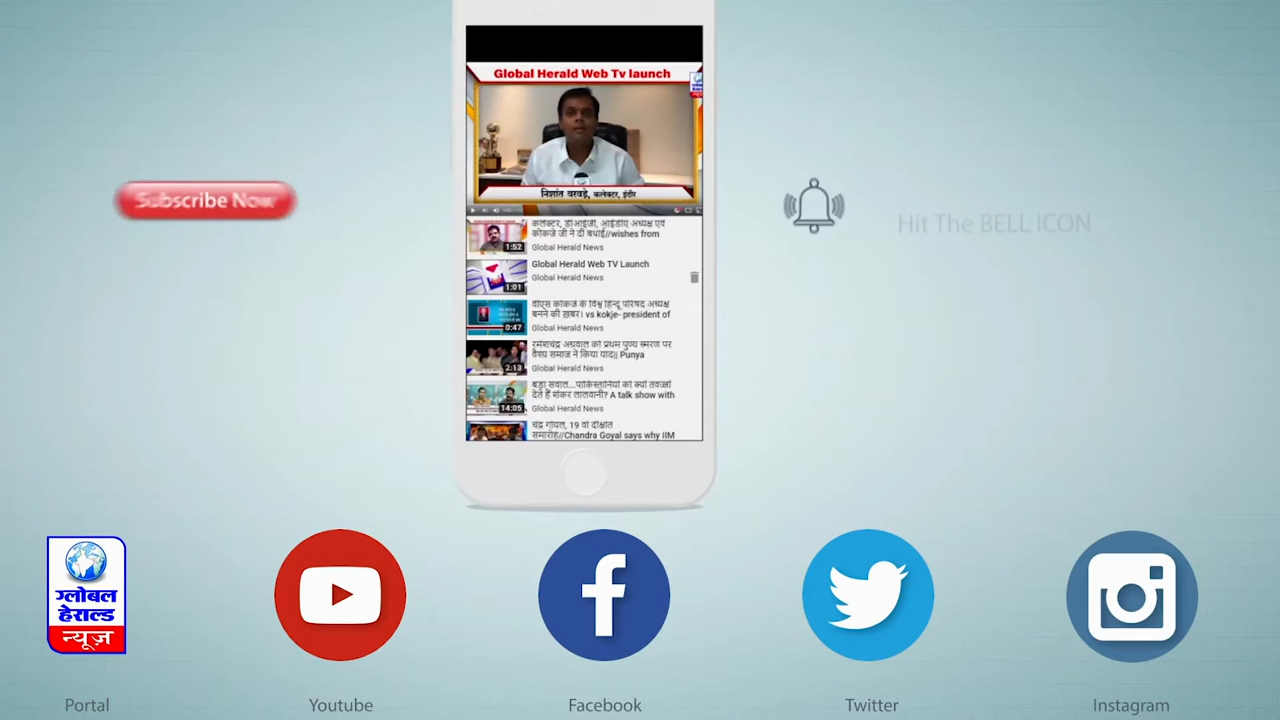 Global Herald Web Tv launch
निशांत वरवड़े, कलेक्टर, इंदौर
Subscribe Now
Hit The BELL ICON
कलेक्टर, डीआईजी, आईडीए अध्यक्ष एवं
कोकजे जी ने दी बधाई//wishes from
1:52
Global Herald News
Global Herald Web TV Launch
1:01
Global Herald News
वीएस कोकजे के विश्व हिन्दू परिषद अध्यक्ष
बनने की ख़बर। vs kokje- president of
0:47
Global Herald News
रमेशचंद्र अग्रवाल को प्रथम पुण्य स्मरण पर
वैश्य समाज ने किया याद|| Punya
2:13
Global Herald News
बड़ा सवाल...पाकिस्तानियों को क्यों तवज्जो
देते हैं शंकर लालवानी? A talk show with
14:05
Global Herald News
चंद्र गोयल, 19 वां दीक्षांत
समारोह//Chandra Goyal says why IIM
ग्लोबल
हेराल्ड
न्यूज़
Portal
Youtube
Facebook
Twitter
Instagram